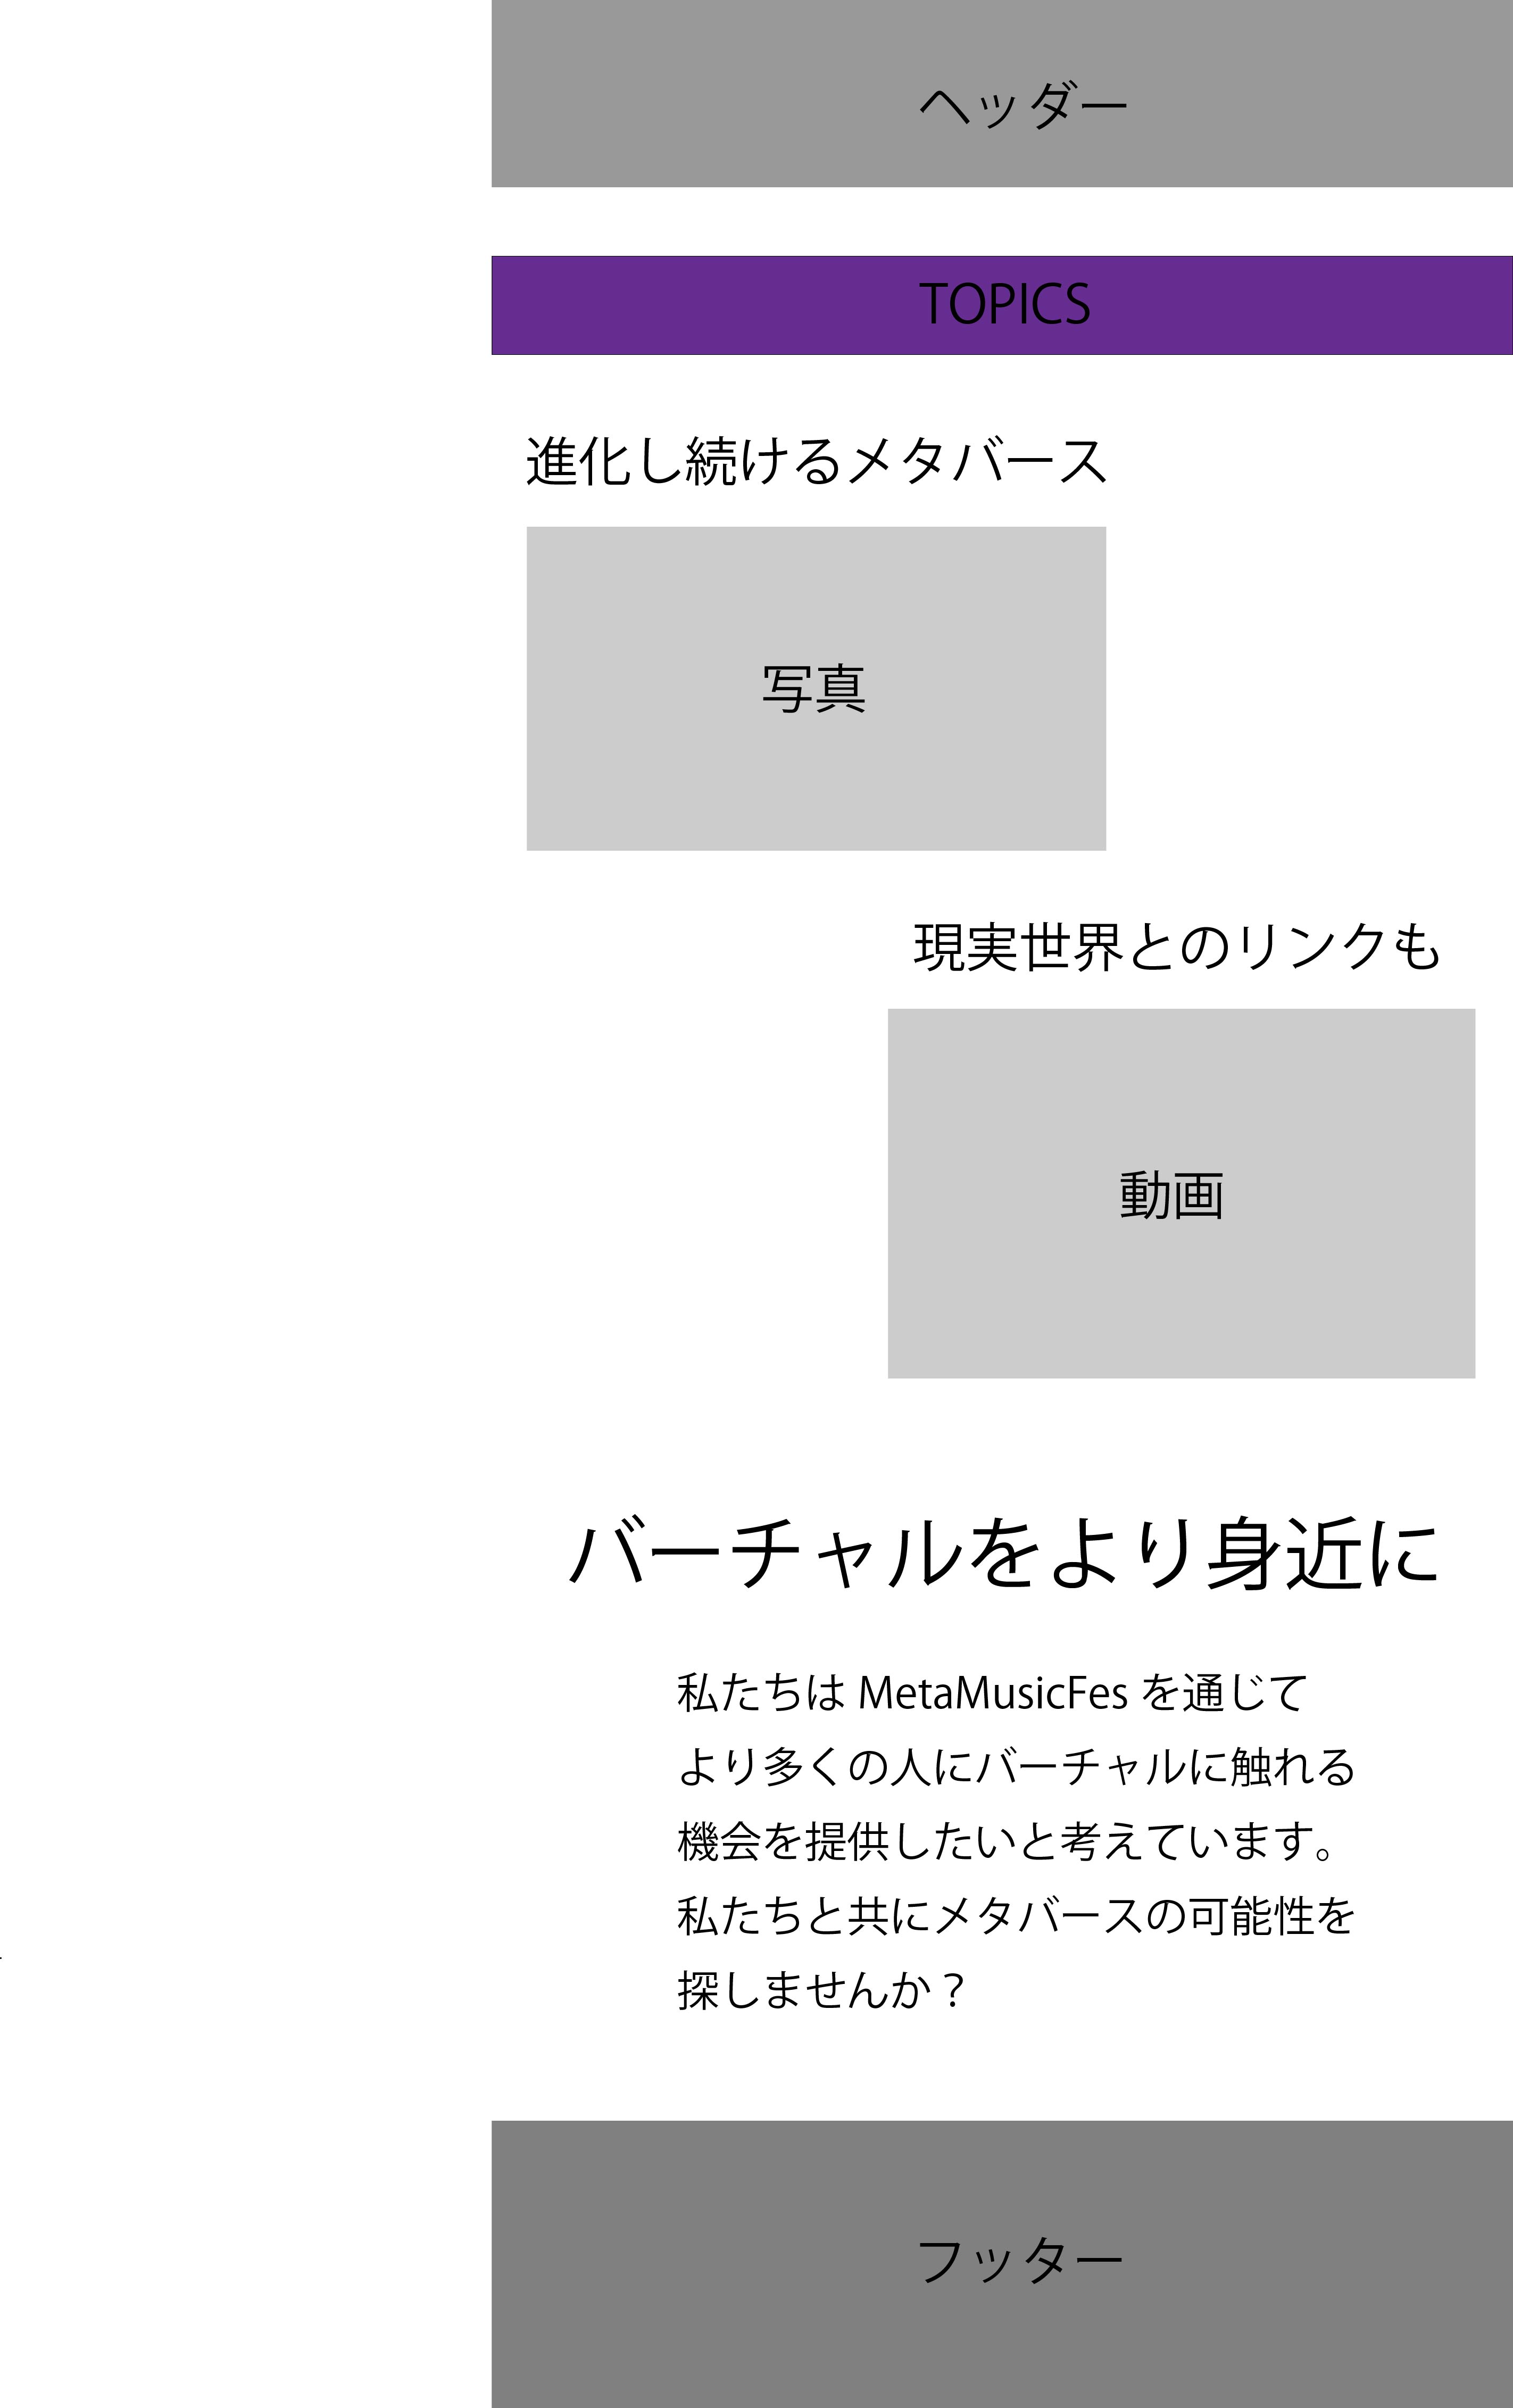 ヘッダー
TOPICS
進化し続けるメタバース
写真
現実世界とのリンクも
動画
バーチャルをより身近に
私たちは MetaMusicFes を通じて
より多くの人にバーチャルに触れる
機会を提供したいと考えています。
私たちと共にメタバースの可能性を
探しませんか？
フッター